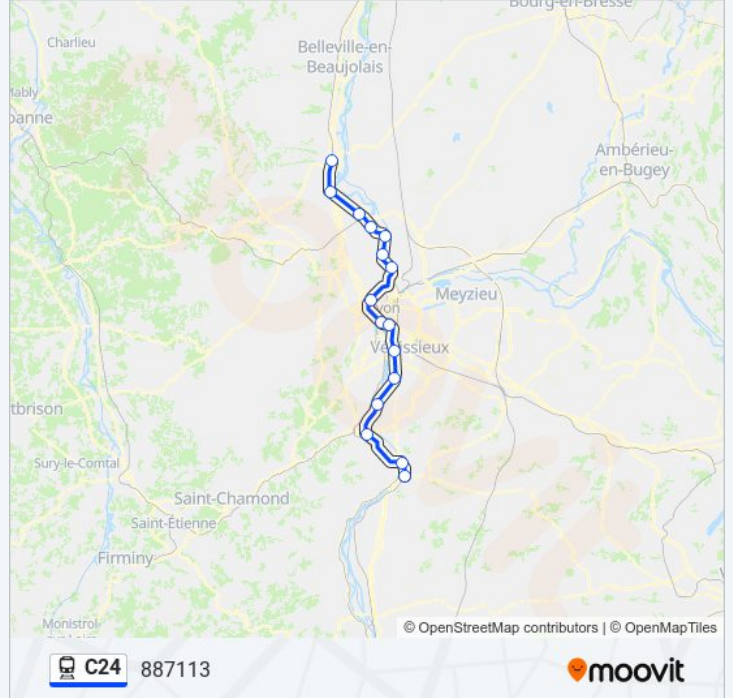 Bourg-en-Bresse
Charlieu
Belleville-en-
Beaujolais
Mably
Ambérieu-
en-Bugey
Meyzieu
yon
Vénissieux
tbrison
Sury-le-Comtal
Saint-Chamond
Saint-Étienne
Firminy
Monistrol
© OpenStreetMap contributors | © OpenMapTiles
C24 887113
moovit